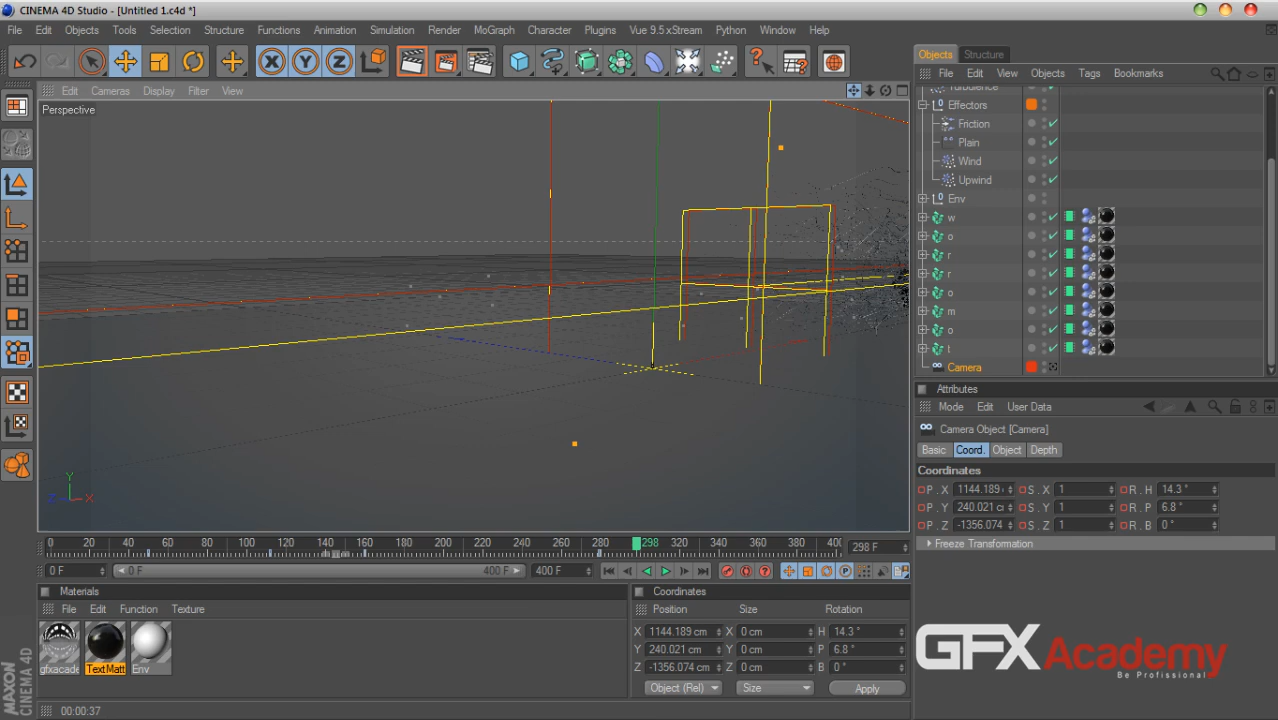 CINEMA 4D Studio - [Untitled 1.c4d *]
File Edit Objects Tools Selection Structure Functions Animation Simulation Render MoGraph Character Plugins Vue 9.5 xStream Python Window Help
X Y Z
Edit Cameras Display Filter View
Perspective
Y
Z X
0 20 40 60 80 100 120 140 160 180 200 220 240 260 280 298 320 340 360 380 40(
298 F
0 F
0 F
400 F
400 F
Materials
File Edit Function Texture
gfxacade
TextMatt
Env
00:00:37
MAXON
CINEMA 4D
Coordinates
Position Size Rotation
X 1144.189 cm X 0 cm H 14.3 °
Y 240.021 cm Y 0 cm P 6.8 °
Z -1356.074 cm Z 0 cm B 0 °
Object (Rel) Size Apply
Objects Structure
File Edit View Objects Tags Bookmarks
Turbulence
Effectors
Friction
Plain
Wind
Upwind
Env
w
o
r
r
o
m
o
t
Camera
Attributes
Mode Edit User Data
Camera Object [Camera]
Basic Coord. Object Depth
Coordinates
P . X 1144.189 S . X 1 R . H 14.3 °
P . Y 240.021 c S . Y 1 R . P 6.8 °
P . Z -1356.074 S . Z 1 R . B 0 °
Freeze Transformation
GFX Academy
Be Profissional